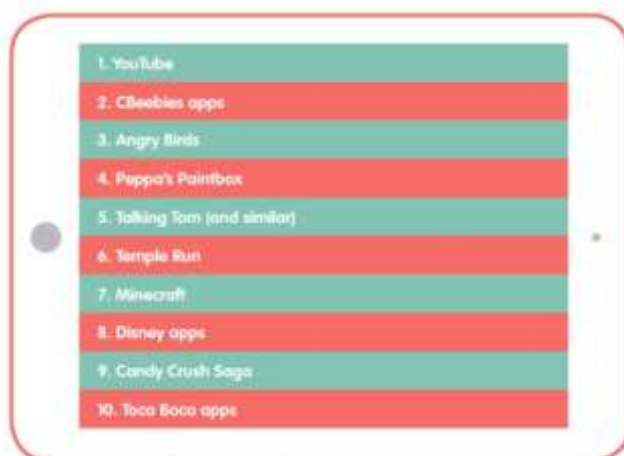 1. YouTube
2. CBeebies apps
3. Angry Birds
4. Peppa's Paintbox
5. Talking Tom (and similar)
6. Temple Run
7. Minecraft
8. Disney apps
9. Candy Crush Saga
10. Toca Boca apps